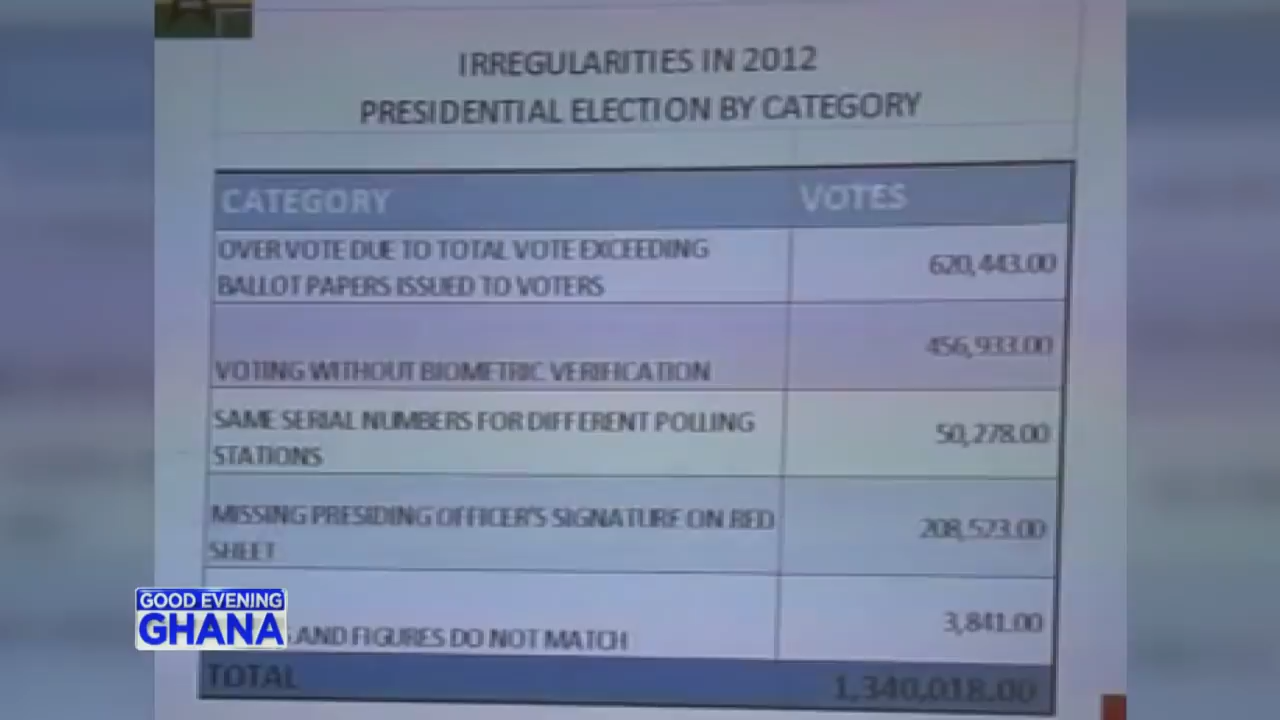 IRREGULARITIES IN 2012
PRESIDENTIAL ELECTION BY CATEGORY
CATEGORY VOTES
OVER VOTE DUE TO TOTAL VOTE EXCEEDING
BALLOT PAPERS ISSUED TO VOTERS
620,443.00
456,933.00
VOTING WITHOUT BIOMETRIC VERIFICATION
SAME SERIAL NUMBERS FOR DIFFERENT POLLING
STATIONS
50,278.00
MISSING PRESIDING OFFICER'S SIGNATURE ON RED
SHEET
208,523.00
3,841.00
AND FIGURES DO NOT MATCH
TOTAL 1,340,018.00
GOOD EVENING
GHANA